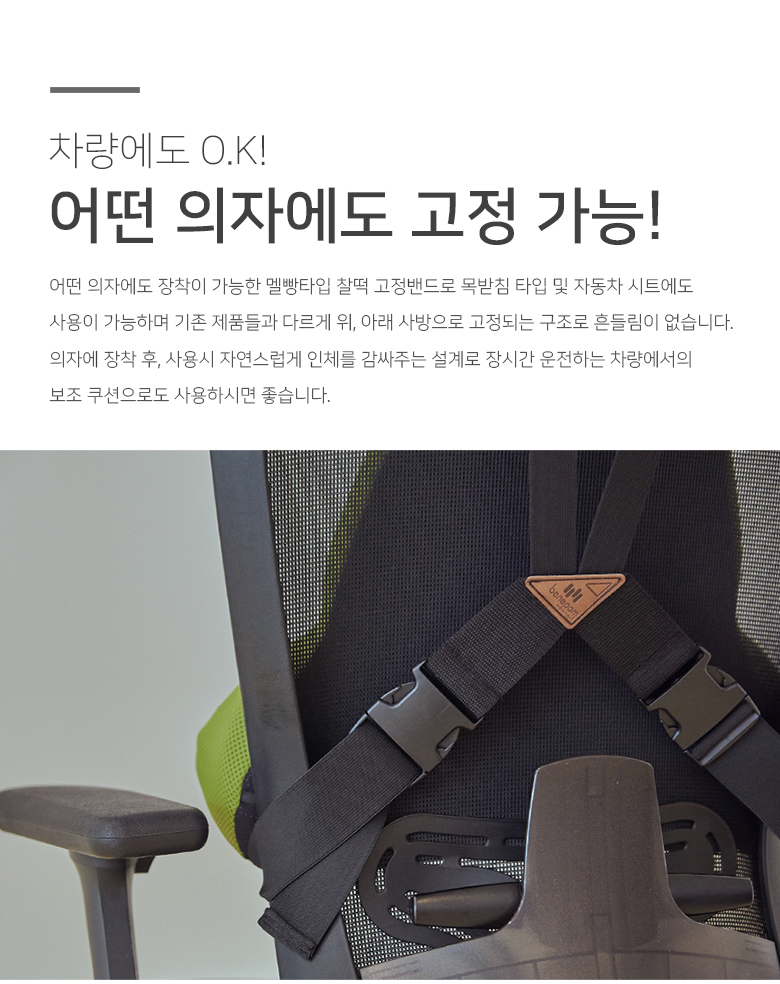 차량에도 O.K!
어떤 의자에도 고정 가능!
어떤 의자에도 장착이 가능한 멜빵타입 찰떡 고정밴드로 목받침 타입 및 자동차 시트에도
사용이 가능하며 기존 제품들과 다르게 위, 아래 사방으로 고정되는 구조로 흔들림이 없습니다.
의자에 장착 후, 사용시 자연스럽게 인체를 감싸주는 설계로 장시간 운전하는 차량에서의
보조 쿠션으로도 사용하시면 좋습니다.
benepom